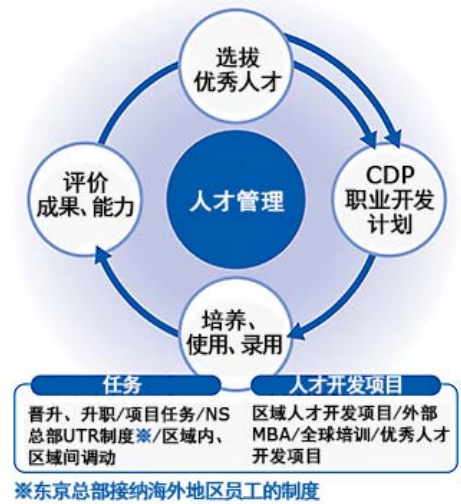 选拔
优秀人才
CDP
职业开发
计划
评价
成果、能力
人才管理
培养、
使用、录用
任务
晋升、升职/项目任务/NS
总部UTR制度※/区域内、
区域间调动
人才开发项目
区域人才开发项目/外部
MBA/全球培训/优秀人才
开发项目
※东京总部接纳海外地区员工的制度